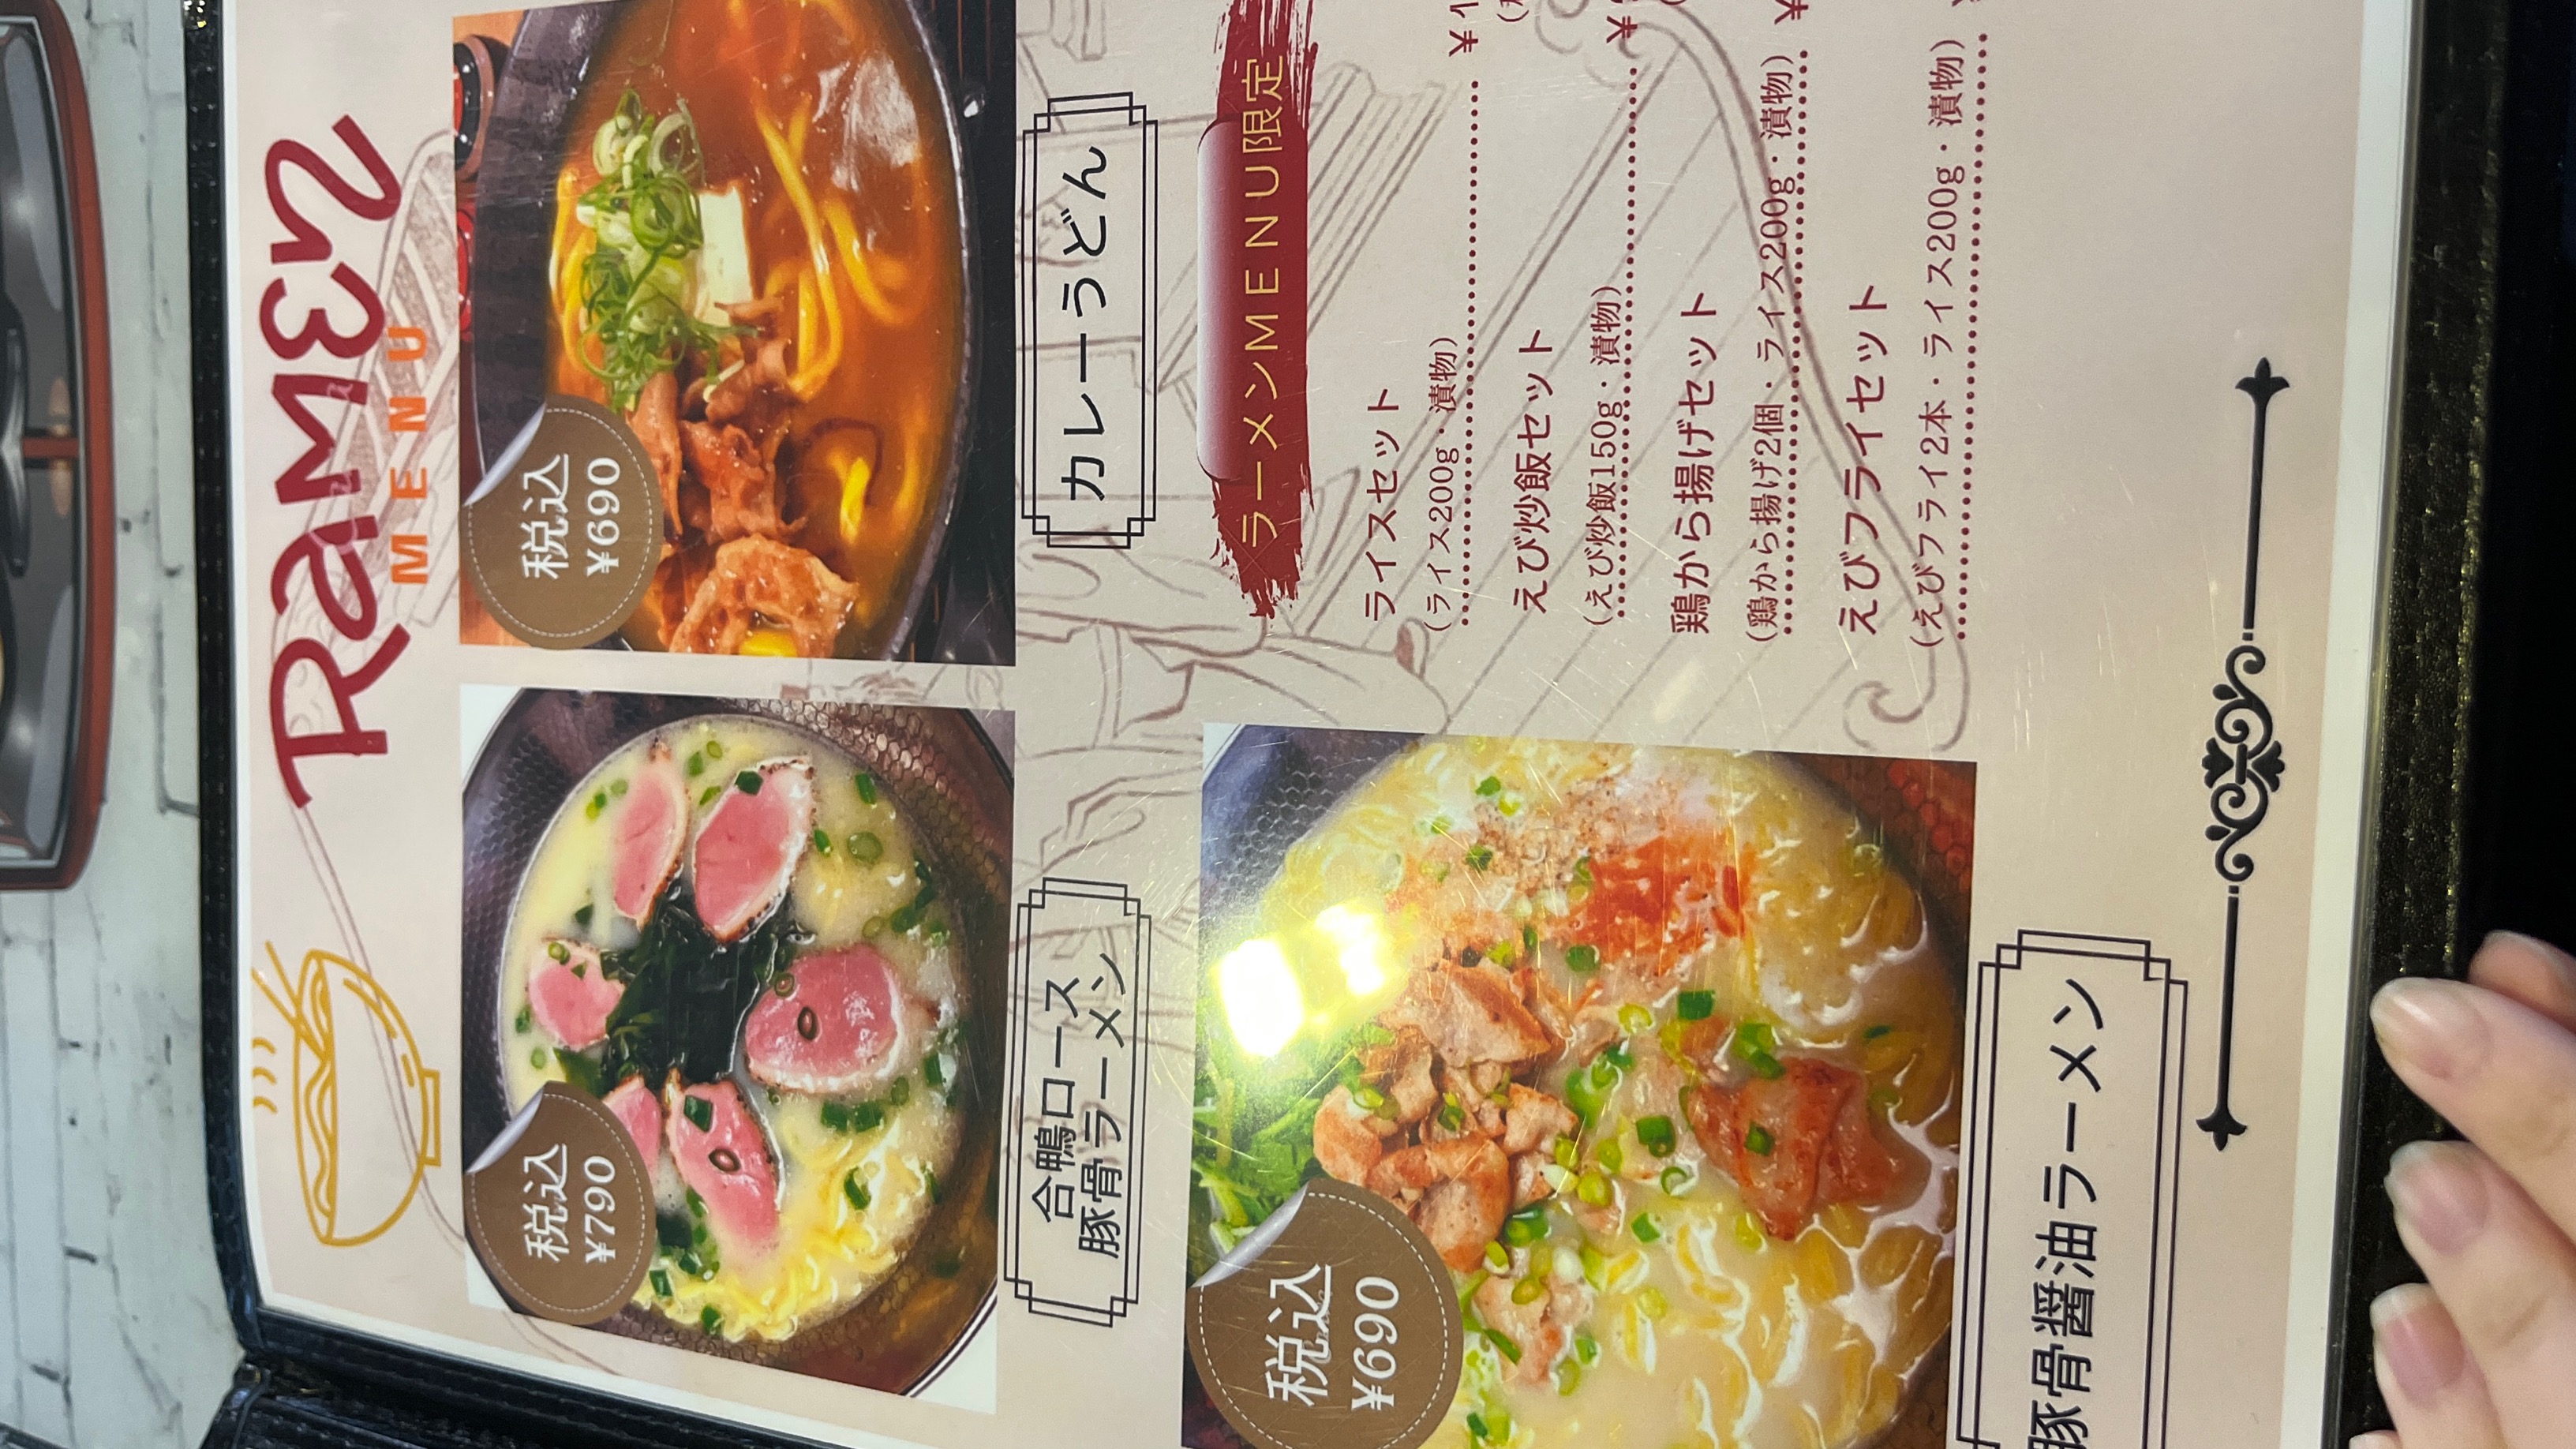 RAMEN
MENU
税込
¥790
合鴨ロース
豚骨ラーメン
税込
¥690
カレーうどん
税込
¥690
豚骨醤油ラーメン
ラーメンMENU限定
ライスセット
(ライス200g・漬物)
えび炒飯セット
(えび炒飯150g・漬物)
鶏から揚げセット
(鶏から揚げ2個・ライス200g・漬物)
えびフライセット
(えびフライ2本・ライス200g・漬物)